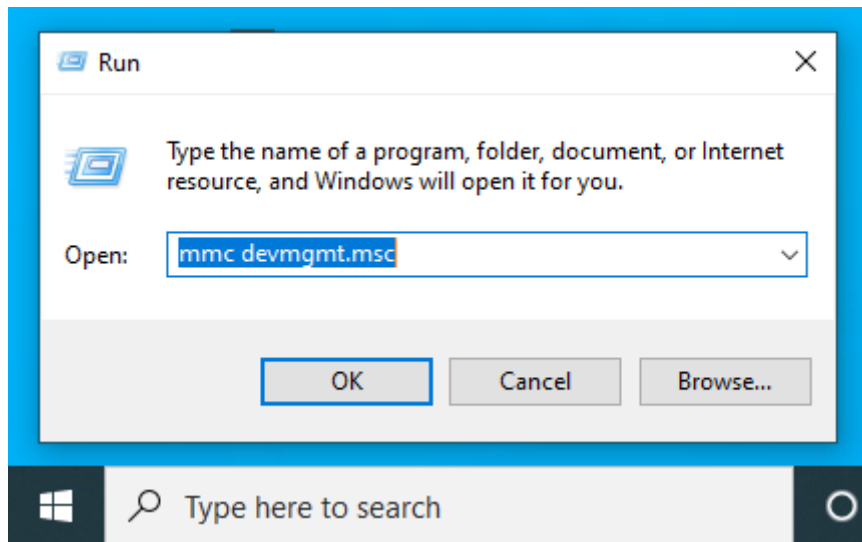 Run
Type the name of a program, folder, document, or Internet
resource, and Windows will open it for you.
Open: mmc devmgmt.msc
OK Cancel Browse...
Type here to search